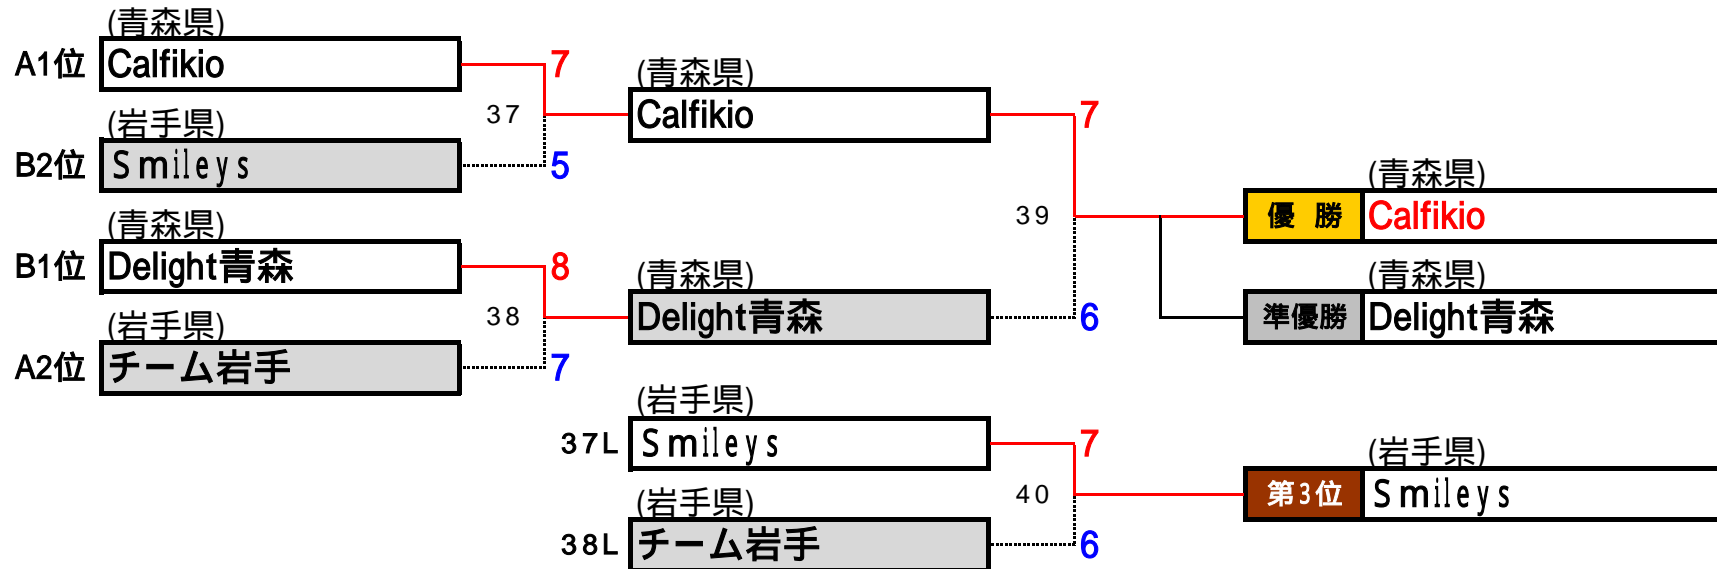 (青森県)
A1位 Calfikio 7
(岩手県)
37
B2位 Ｓｍｉｌｅｙｓ 5
(青森県)
B1位 Delight青森 8
(岩手県)
38
A2位 チーム岩手 7
(青森県)
Calfikio 7
39
(青森県)
Delight青森 6
(岩手県)
37L Ｓｍｉｌｅｙｓ 7
(岩手県)
40
38L チーム岩手 6
(青森県)
優 勝 Calfikio
(青森県)
準優勝 Delight青森
(岩手県)
第3位 Ｓｍｉｌｅｙｓ